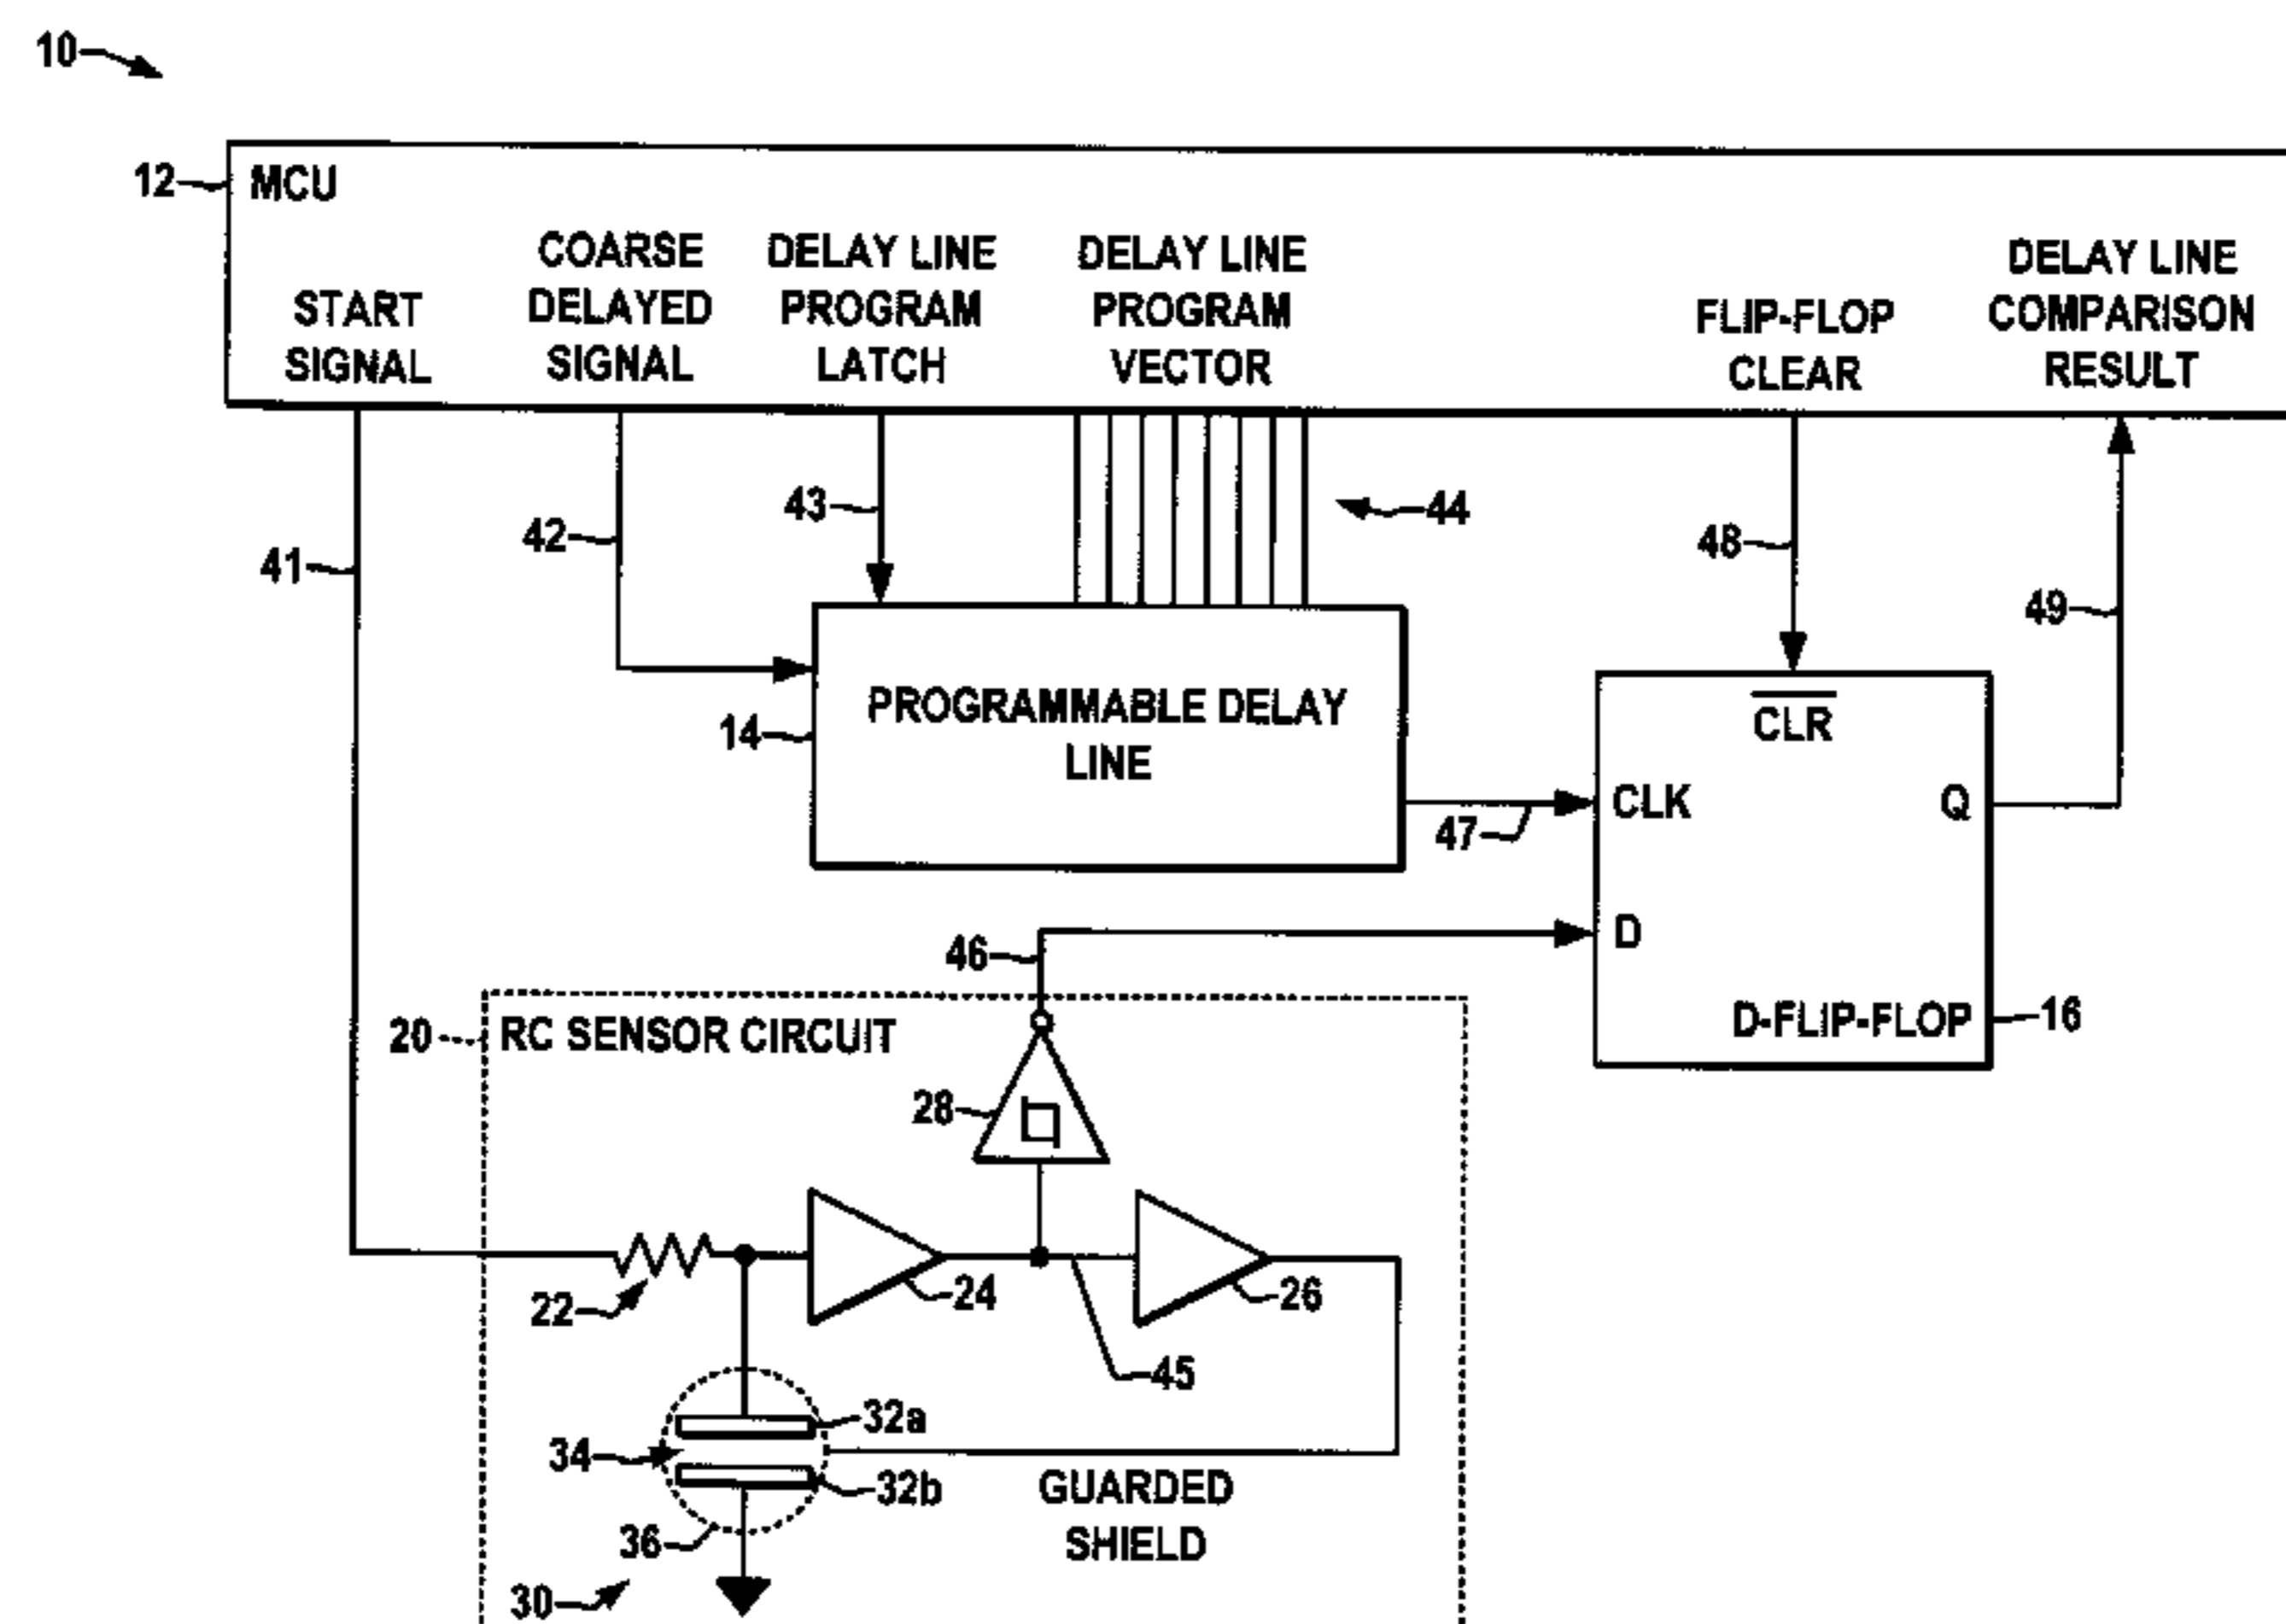 10
12
MCU
START
SIGNAL
COARSE
DELAYED
SIGNAL
DELAY LINE
PROGRAM
LATCH
DELAY LINE
PROGRAM
VECTOR
FLIP-FLOP
CLEAR
DELAY LINE
COMPARISON
RESULT
41
42
43
44
48
49
14
PROGRAMMABLE DELAY
LINE
47
CLR
CLK
Q
D
D-FLIP-FLOP
16
46
20
RC SENSOR CIRCUIT
28
22
24
26
45
32a
34
32b
36
30
GUARDED
SHIELD